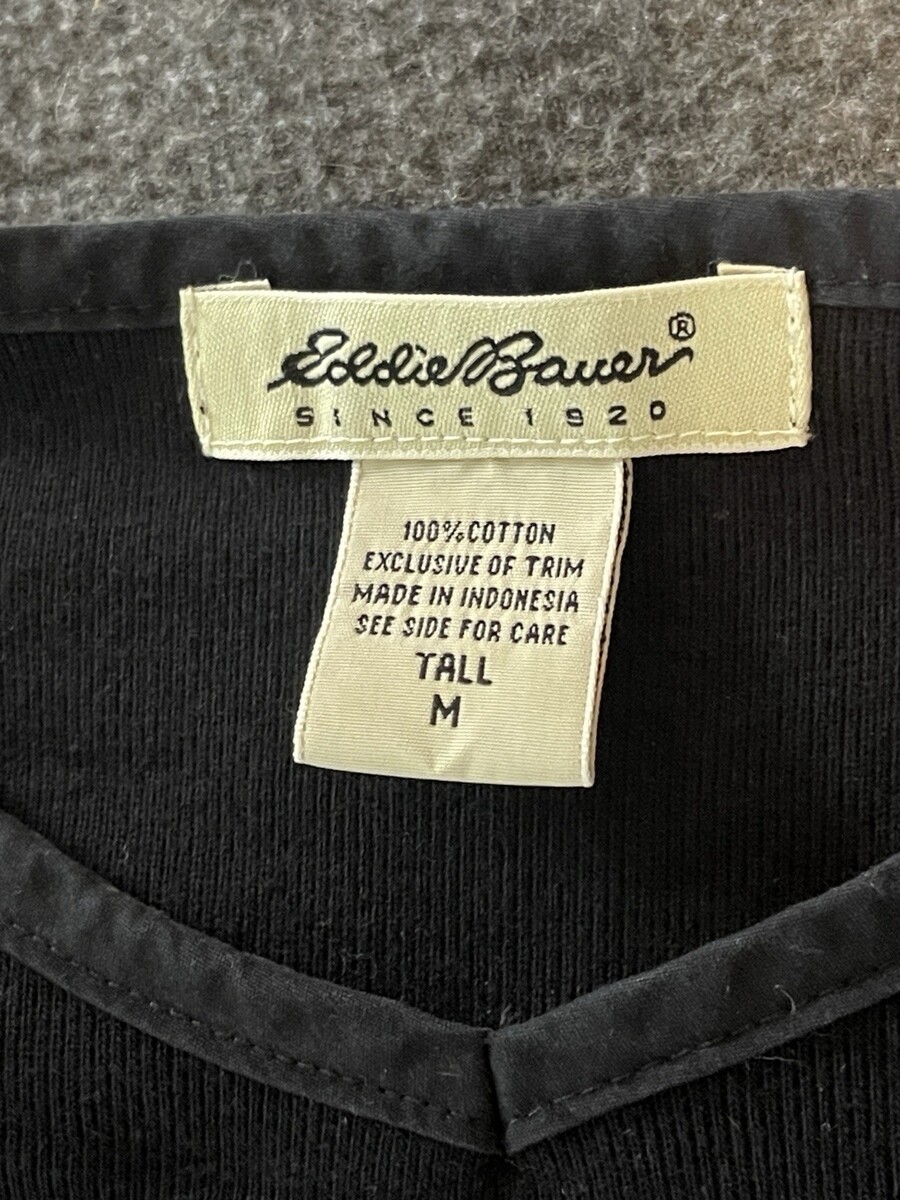 Eddie Bauer®
SINCE 1920
100% COTTON
EXCLUSIVE OF TRIM
MADE IN INDONESIA
SEE SIDE FOR CARE
TALL
M